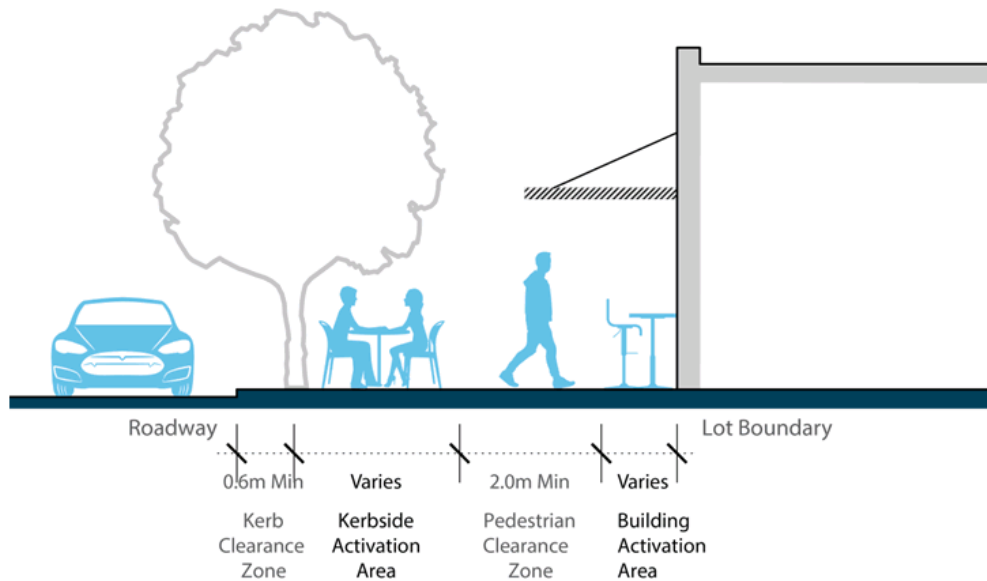 Roadway
Lot Boundary
0.6m Min
Varies
2.0m Min
Varies
Kerb
Clearance
Zone
Kerbside
Activation
Area
Pedestrian
Clearance
Zone
Building
Activation
Area